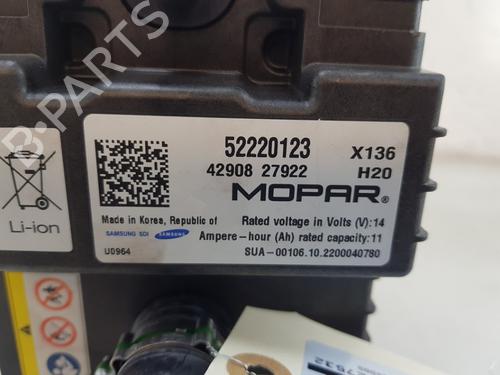 B-PARTS
52220123
X136
42908 27922
H20
MOPAR®
Made in Korea, Republic of
Rated voltage in Volts (V):14
SAMSUNG SDI SAMSUNG
Ampere-hour (Ah) rated capacity:11
U0964
SUA-00106.10.2200040780
Li-ion